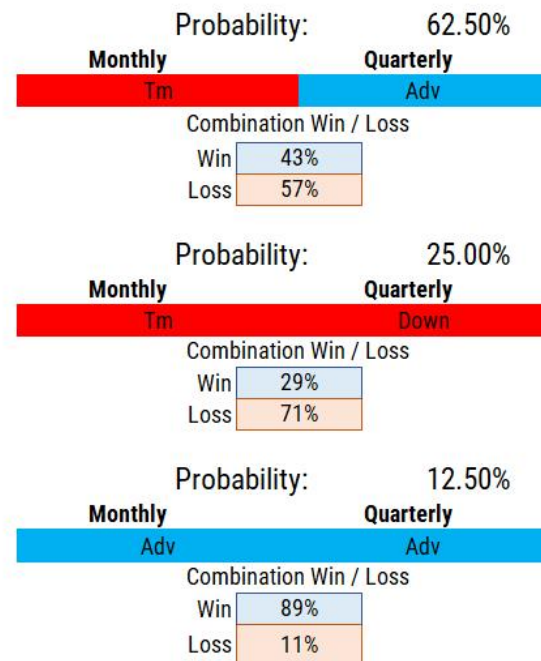 Probability: 62.50%
Monthly Quarterly
Tm Adv
Combination Win / Loss
Win 43%
Loss 57%
Probability: 25.00%
Monthly Quarterly
Tm Down
Combination Win / Loss
Win 29%
Loss 71%
Probability: 12.50%
Monthly Quarterly
Adv Adv
Combination Win / Loss
Win 89%
Loss 11%